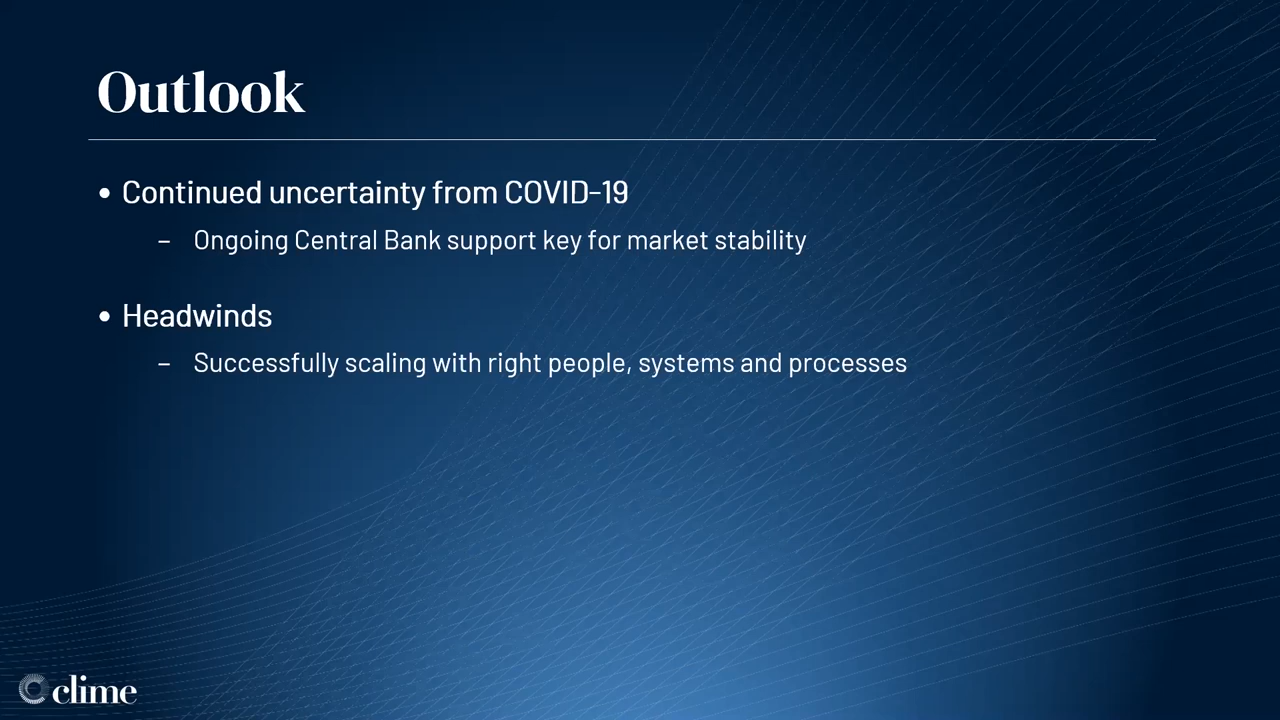 Outlook
• Continued uncertainty from COVID-19
– Ongoing Central Bank support key for market stability
• Headwinds
– Successfully scaling with right people, systems and processes
clime